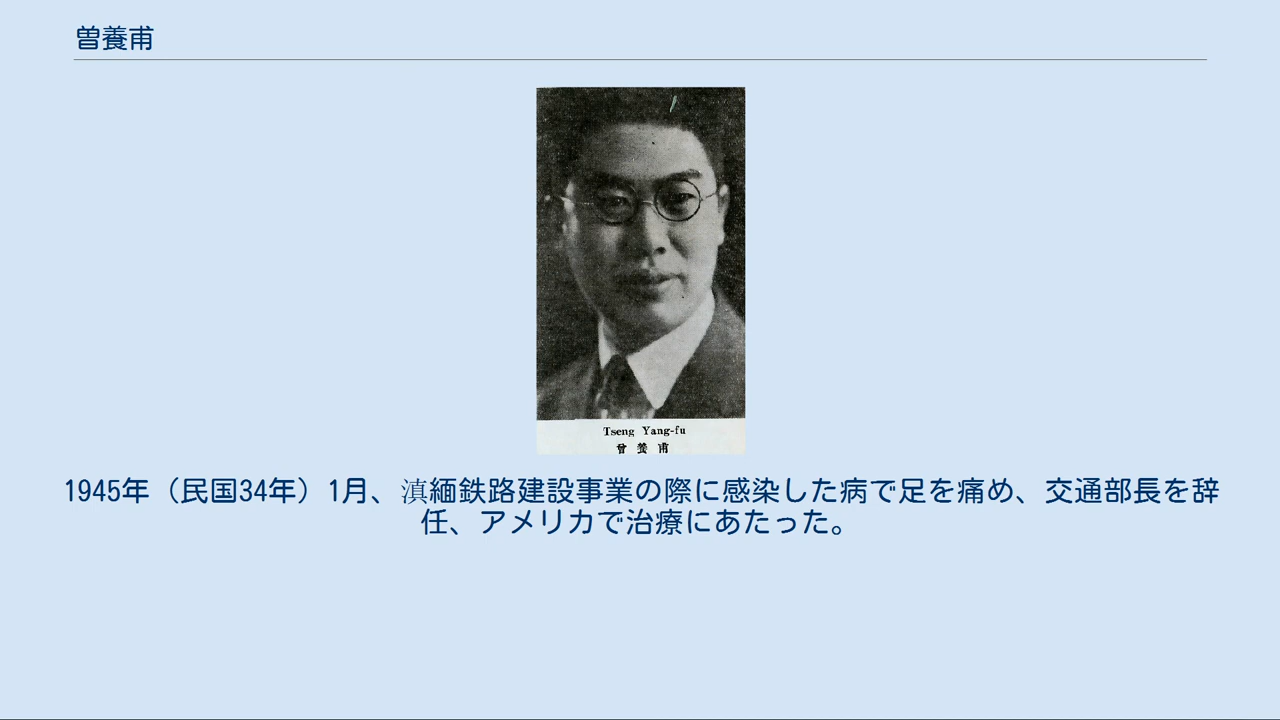 曽養甫
Tseng Yang-fu
曾養甫
1945年（民国34年）1月、滇緬鉄路建設事業の際に感染した病で足を痛め、交通部長を辞
任、アメリカで治療にあたった。